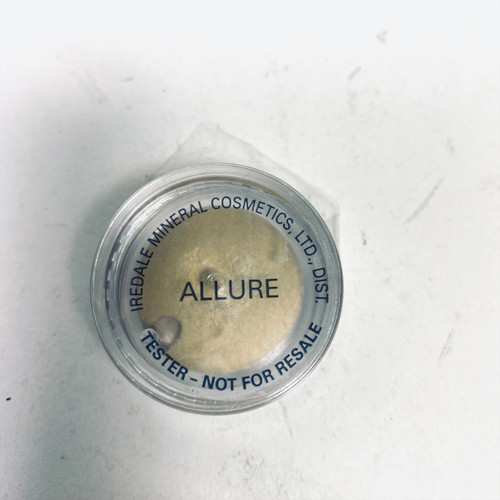 IREDALE MINERAL COSMETICS, LTD., DIST.
ALLURE
TESTER - NOT FOR RESALE